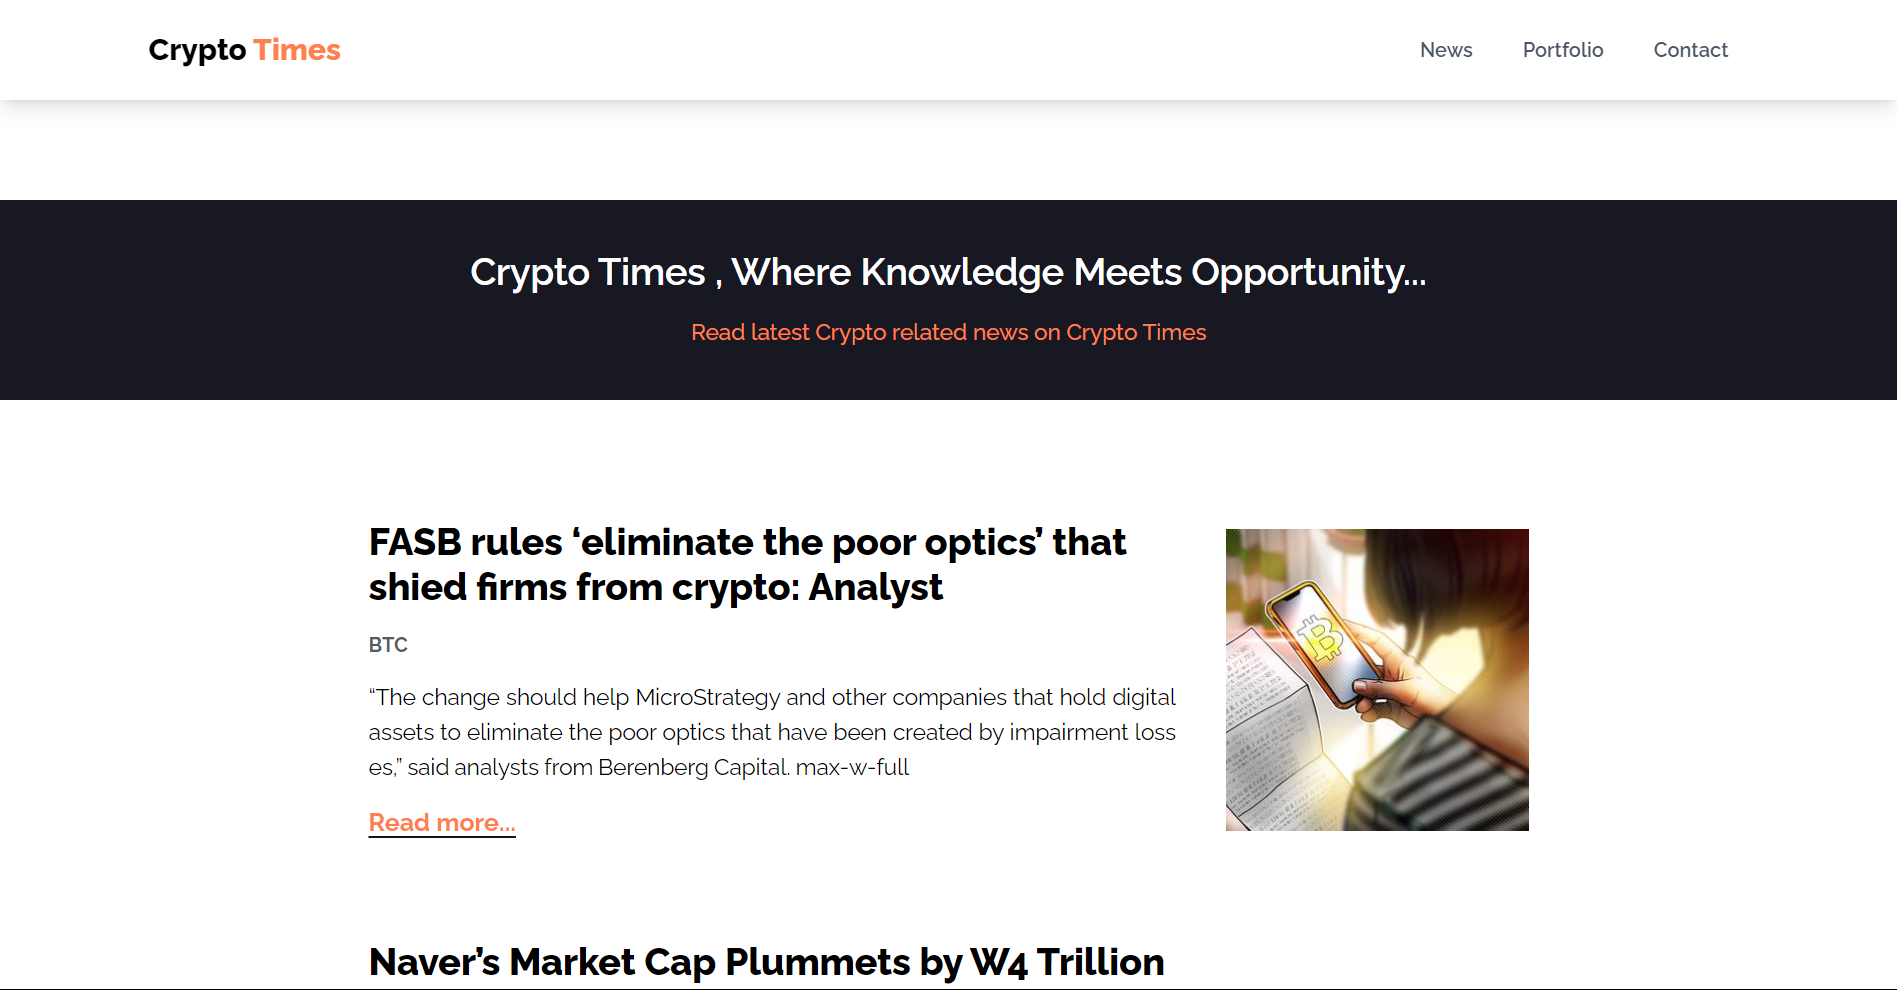 Crypto Times
News Portfolio Contact
Crypto Times , Where Knowledge Meets Opportunity...
Read latest Crypto related news on Crypto Times
FASB rules ‘eliminate the poor optics’ that
shied firms from crypto: Analyst
BTC
“The change should help MicroStrategy and other companies that hold digital
assets to eliminate the poor optics that have been created by impairment loss
es,” said analysts from Berenberg Capital. max-w-full
Read more...
Naver’s Market Cap Plummets by W4 Trillion